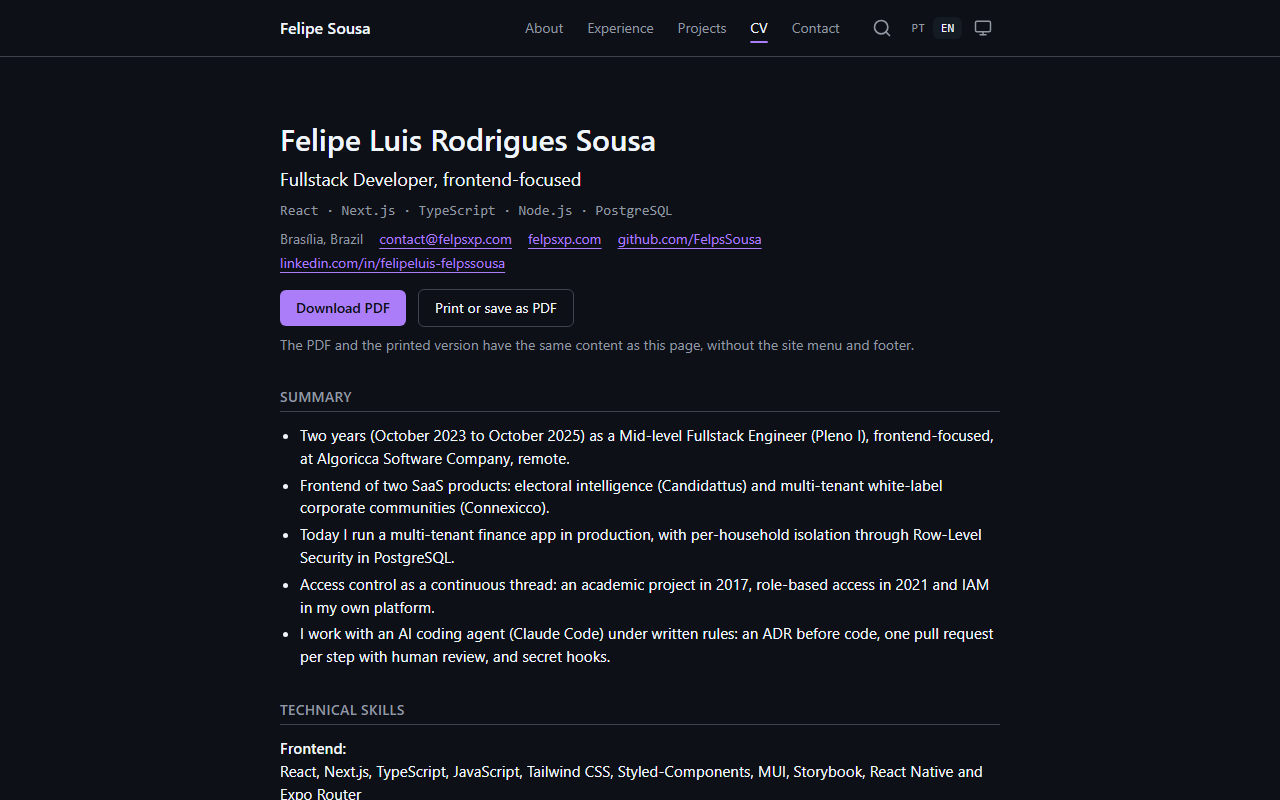 Felipe Sousa
About Experience Projects CV Contact PT EN
Felipe Luis Rodrigues Sousa
Fullstack Developer, frontend-focused
React · Next.js · TypeScript · Node.js · PostgreSQL
Brasília, Brazil contact@felpsxp.com felpsxp.com github.com/FelpsSousa
linkedin.com/in/felipeluis-felpssousa
Download PDF Print or save as PDF
The PDF and the printed version have the same content as this page, without the site menu and footer.
SUMMARY
• Two years (October 2023 to October 2025) as a Mid-level Fullstack Engineer (Pleno I), frontend-focused,
at Algoricca Software Company, remote.
• Frontend of two SaaS products: electoral intelligence (Candidattus) and multi-tenant white-label
corporate communities (Connexicco).
• Today I run a multi-tenant finance app in production, with per-household isolation through Row-Level
Security in PostgreSQL.
• Access control as a continuous thread: an academic project in 2017, role-based access in 2021 and IAM
in my own platform.
• I work with an AI coding agent (Claude Code) under written rules: an ADR before code, one pull request
per step with human review, and secret hooks.
TECHNICAL SKILLS
Frontend:
React, Next.js, TypeScript, JavaScript, Tailwind CSS, Styled-Components, MUI, Storybook, React Native and
Expo Router